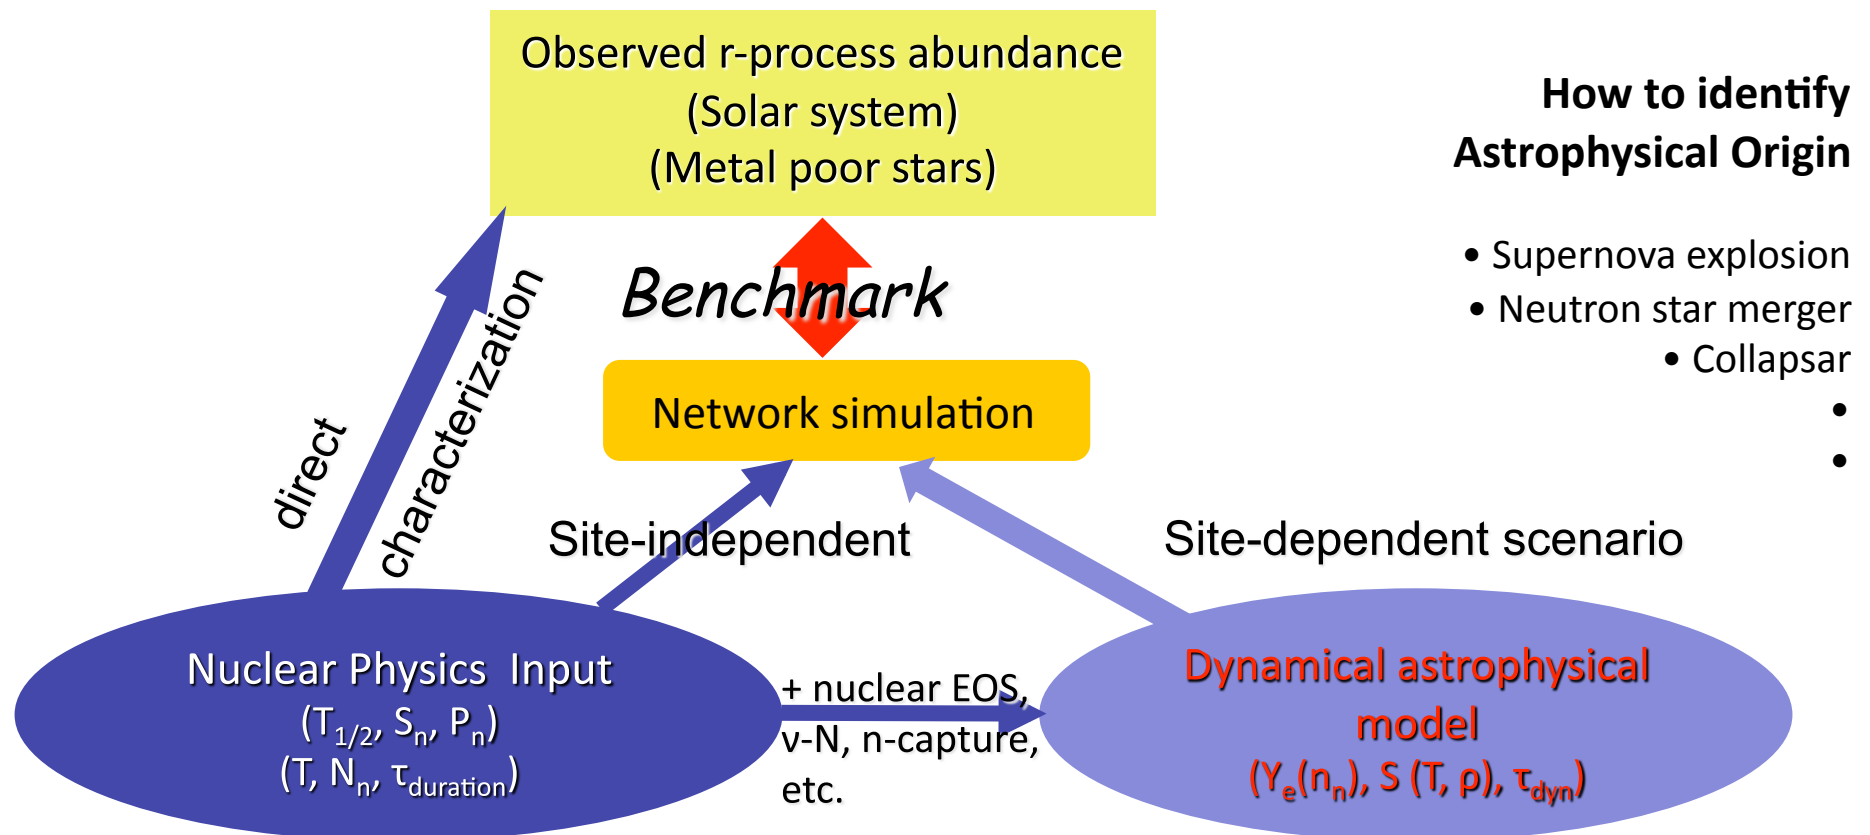 Observed r-process abundance
(Solar system)
(Metal poor stars)
How to identify
Astrophysical Origin
• Supernova explosion
• Neutron star merger
• Collapsar
•
•
Benchmark
direct
characterization
Network simulation
Site-independent
Site-dependent scenario
Nuclear Physics Input
(T1/2, Sn, Pn)
(T, Nn, τduration)
+ nuclear EOS,
ν-N, n-capture,
etc.
Dynamical astrophysical
model
(Ye(nn), S (T, ρ), τdyn)